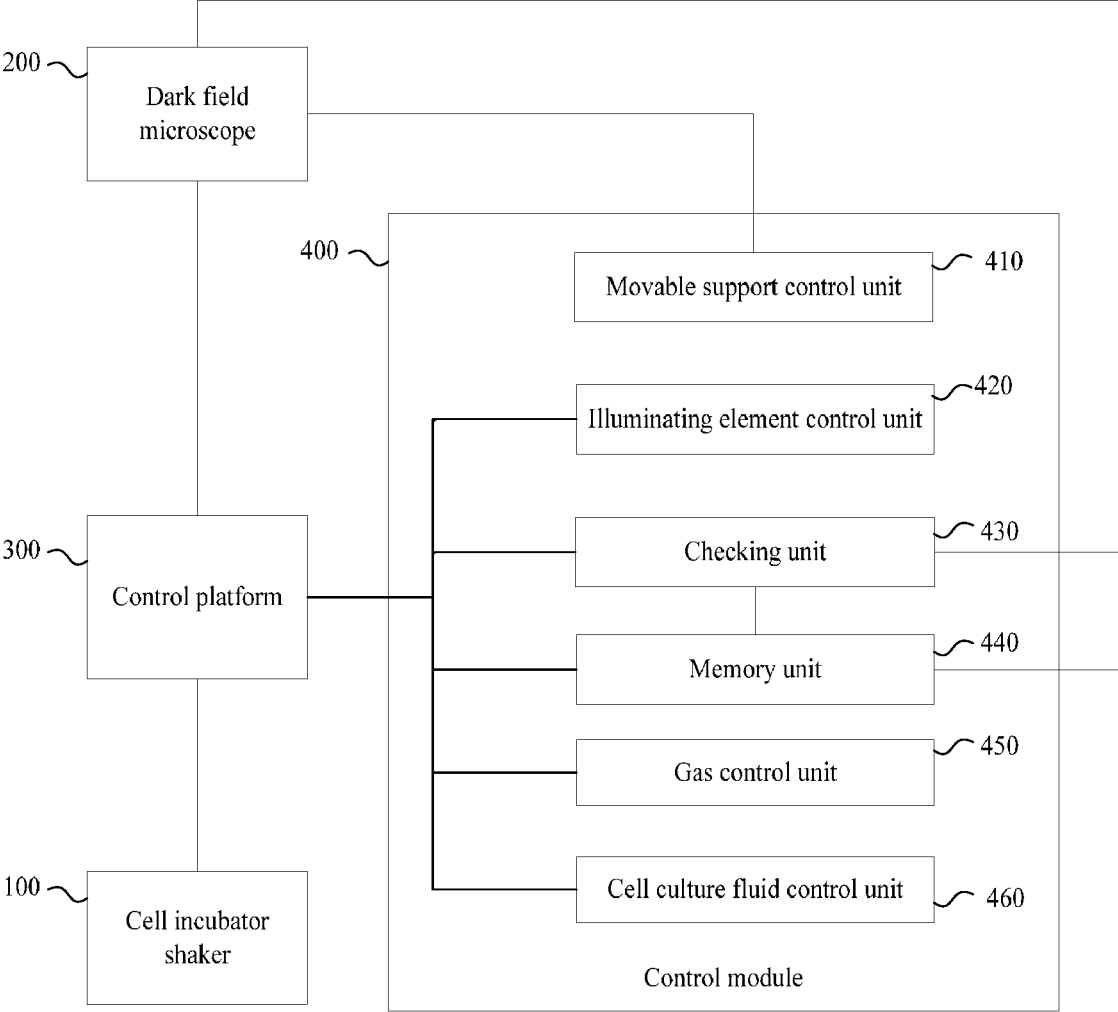 200
Dark field
microscope
400
410
Movable support control unit
420
Illuminating element control unit
300
Control platform
430
Checking unit
440
Memory unit
450
Gas control unit
100
Cell incubator
shaker
Cell culture fluid control unit
460
Control module